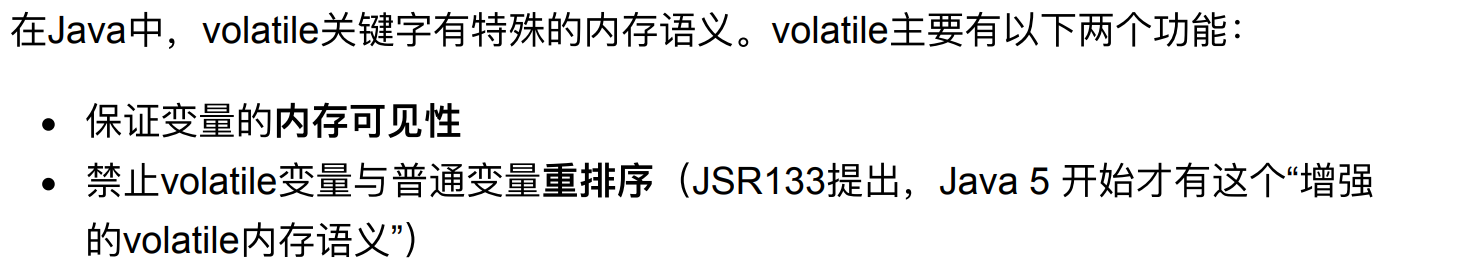 在Java中，volatile关键字有特殊的内存语义。volatile主要有以下两个功能：
保证变量的内存可见性
禁止volatile变量与普通变量重排序（JSR133提出，Java 5 开始才有这个“增强
的volatile内存语义”）